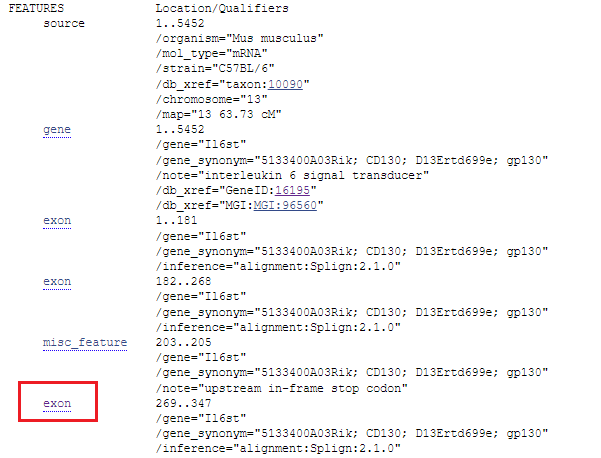 FEATURES Location/Qualifiers
source 1..5452
/organism="Mus musculus"
/mol_type="mRNA"
/strain="C57BL/6"
/db_xref="taxon:10090"
/chromosome="13"
/map="13 63.73 cM"
gene 1..5452
/gene="Il6st"
/gene_synonym="5133400A03Rik; CD130; D13Ertd699e; gp130"
/note="interleukin 6 signal transducer"
/db_xref="GeneID:16195"
/db_xref="MGI:MGI:96560"
exon 1..181
/gene="Il6st"
/gene_synonym="5133400A03Rik; CD130; D13Ertd699e; gp130"
/inference="alignment:Splign:2.1.0"
exon 182..268
/gene="Il6st"
/gene_synonym="5133400A03Rik; CD130; D13Ertd699e; gp130"
/inference="alignment:Splign:2.1.0"
misc_feature 203..205
/gene="Il6st"
/gene_synonym="5133400A03Rik; CD130; D13Ertd699e; gp130"
/note="upstream in-frame stop codon"
exon 269..347
/gene="Il6st"
/gene_synonym="5133400A03Rik; CD130; D13Ertd699e; gp130"
/inference="alignment:Splign:2.1.0"